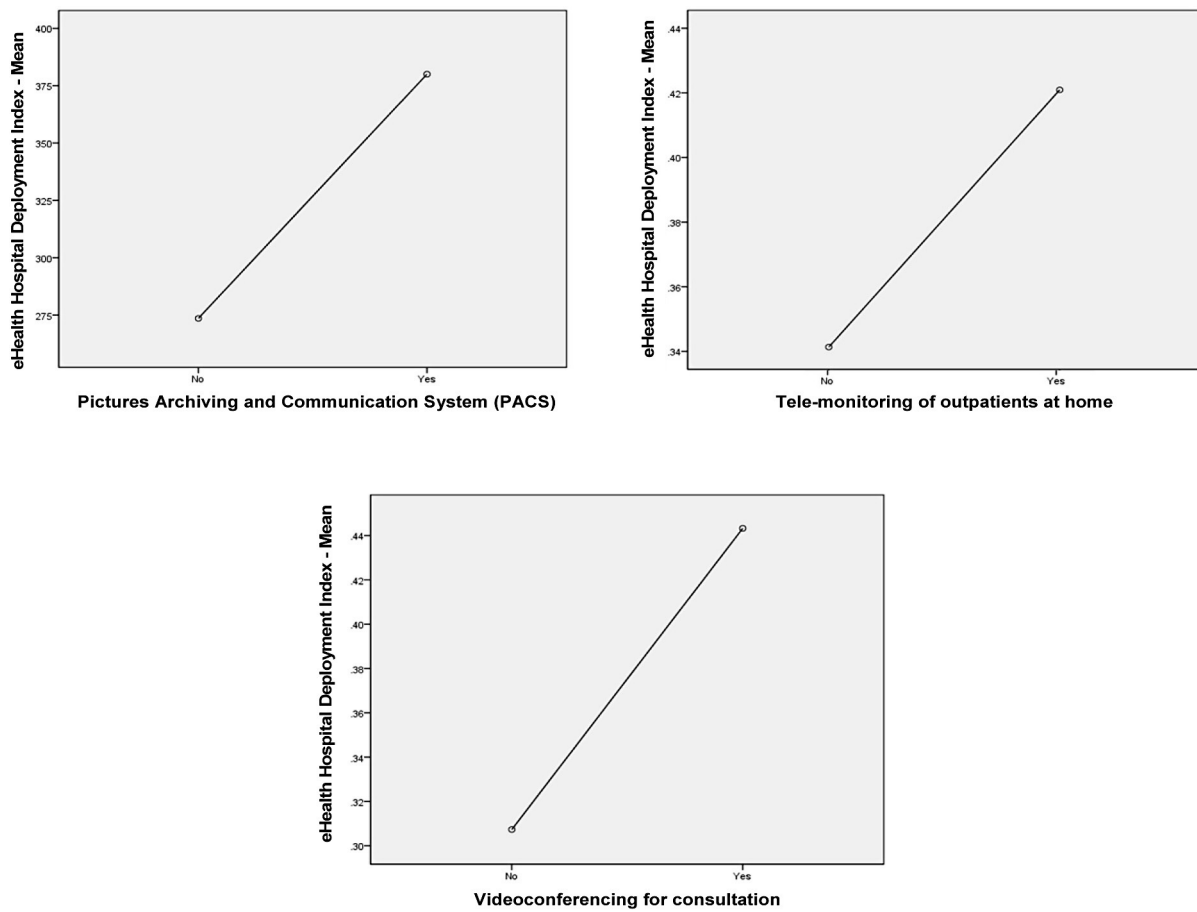 eHealth Hospital Deployment Index - Mean
400
375
350
325
300
275
No
Yes
Pictures Archiving and Communication System (PACS)
eHealth Hospital Deployment Index - Mean
.44
.42
.40
.38
.36
.34
No
Yes
Tele-monitoring of outpatients at home
eHealth Hospital Deployment Index - Mean
.44
.42
.40
.38
.36
.34
.32
.30
No
Yes
Videoconferencing for consultation